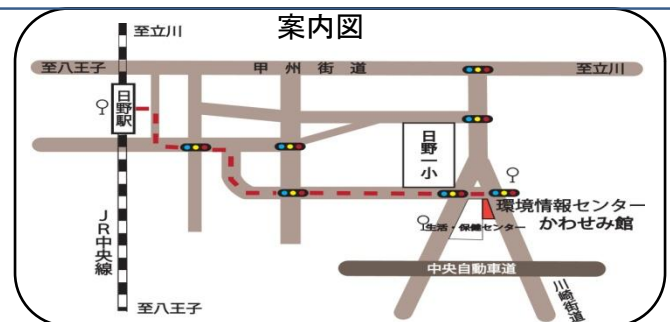 案内図
至立川
至八王子
甲州街道
至立川
日野駅
日野一小
環境情報センター
かわせみ館
生活・保健センター
JR中央線
中央自動車道
川崎街道
至八王子